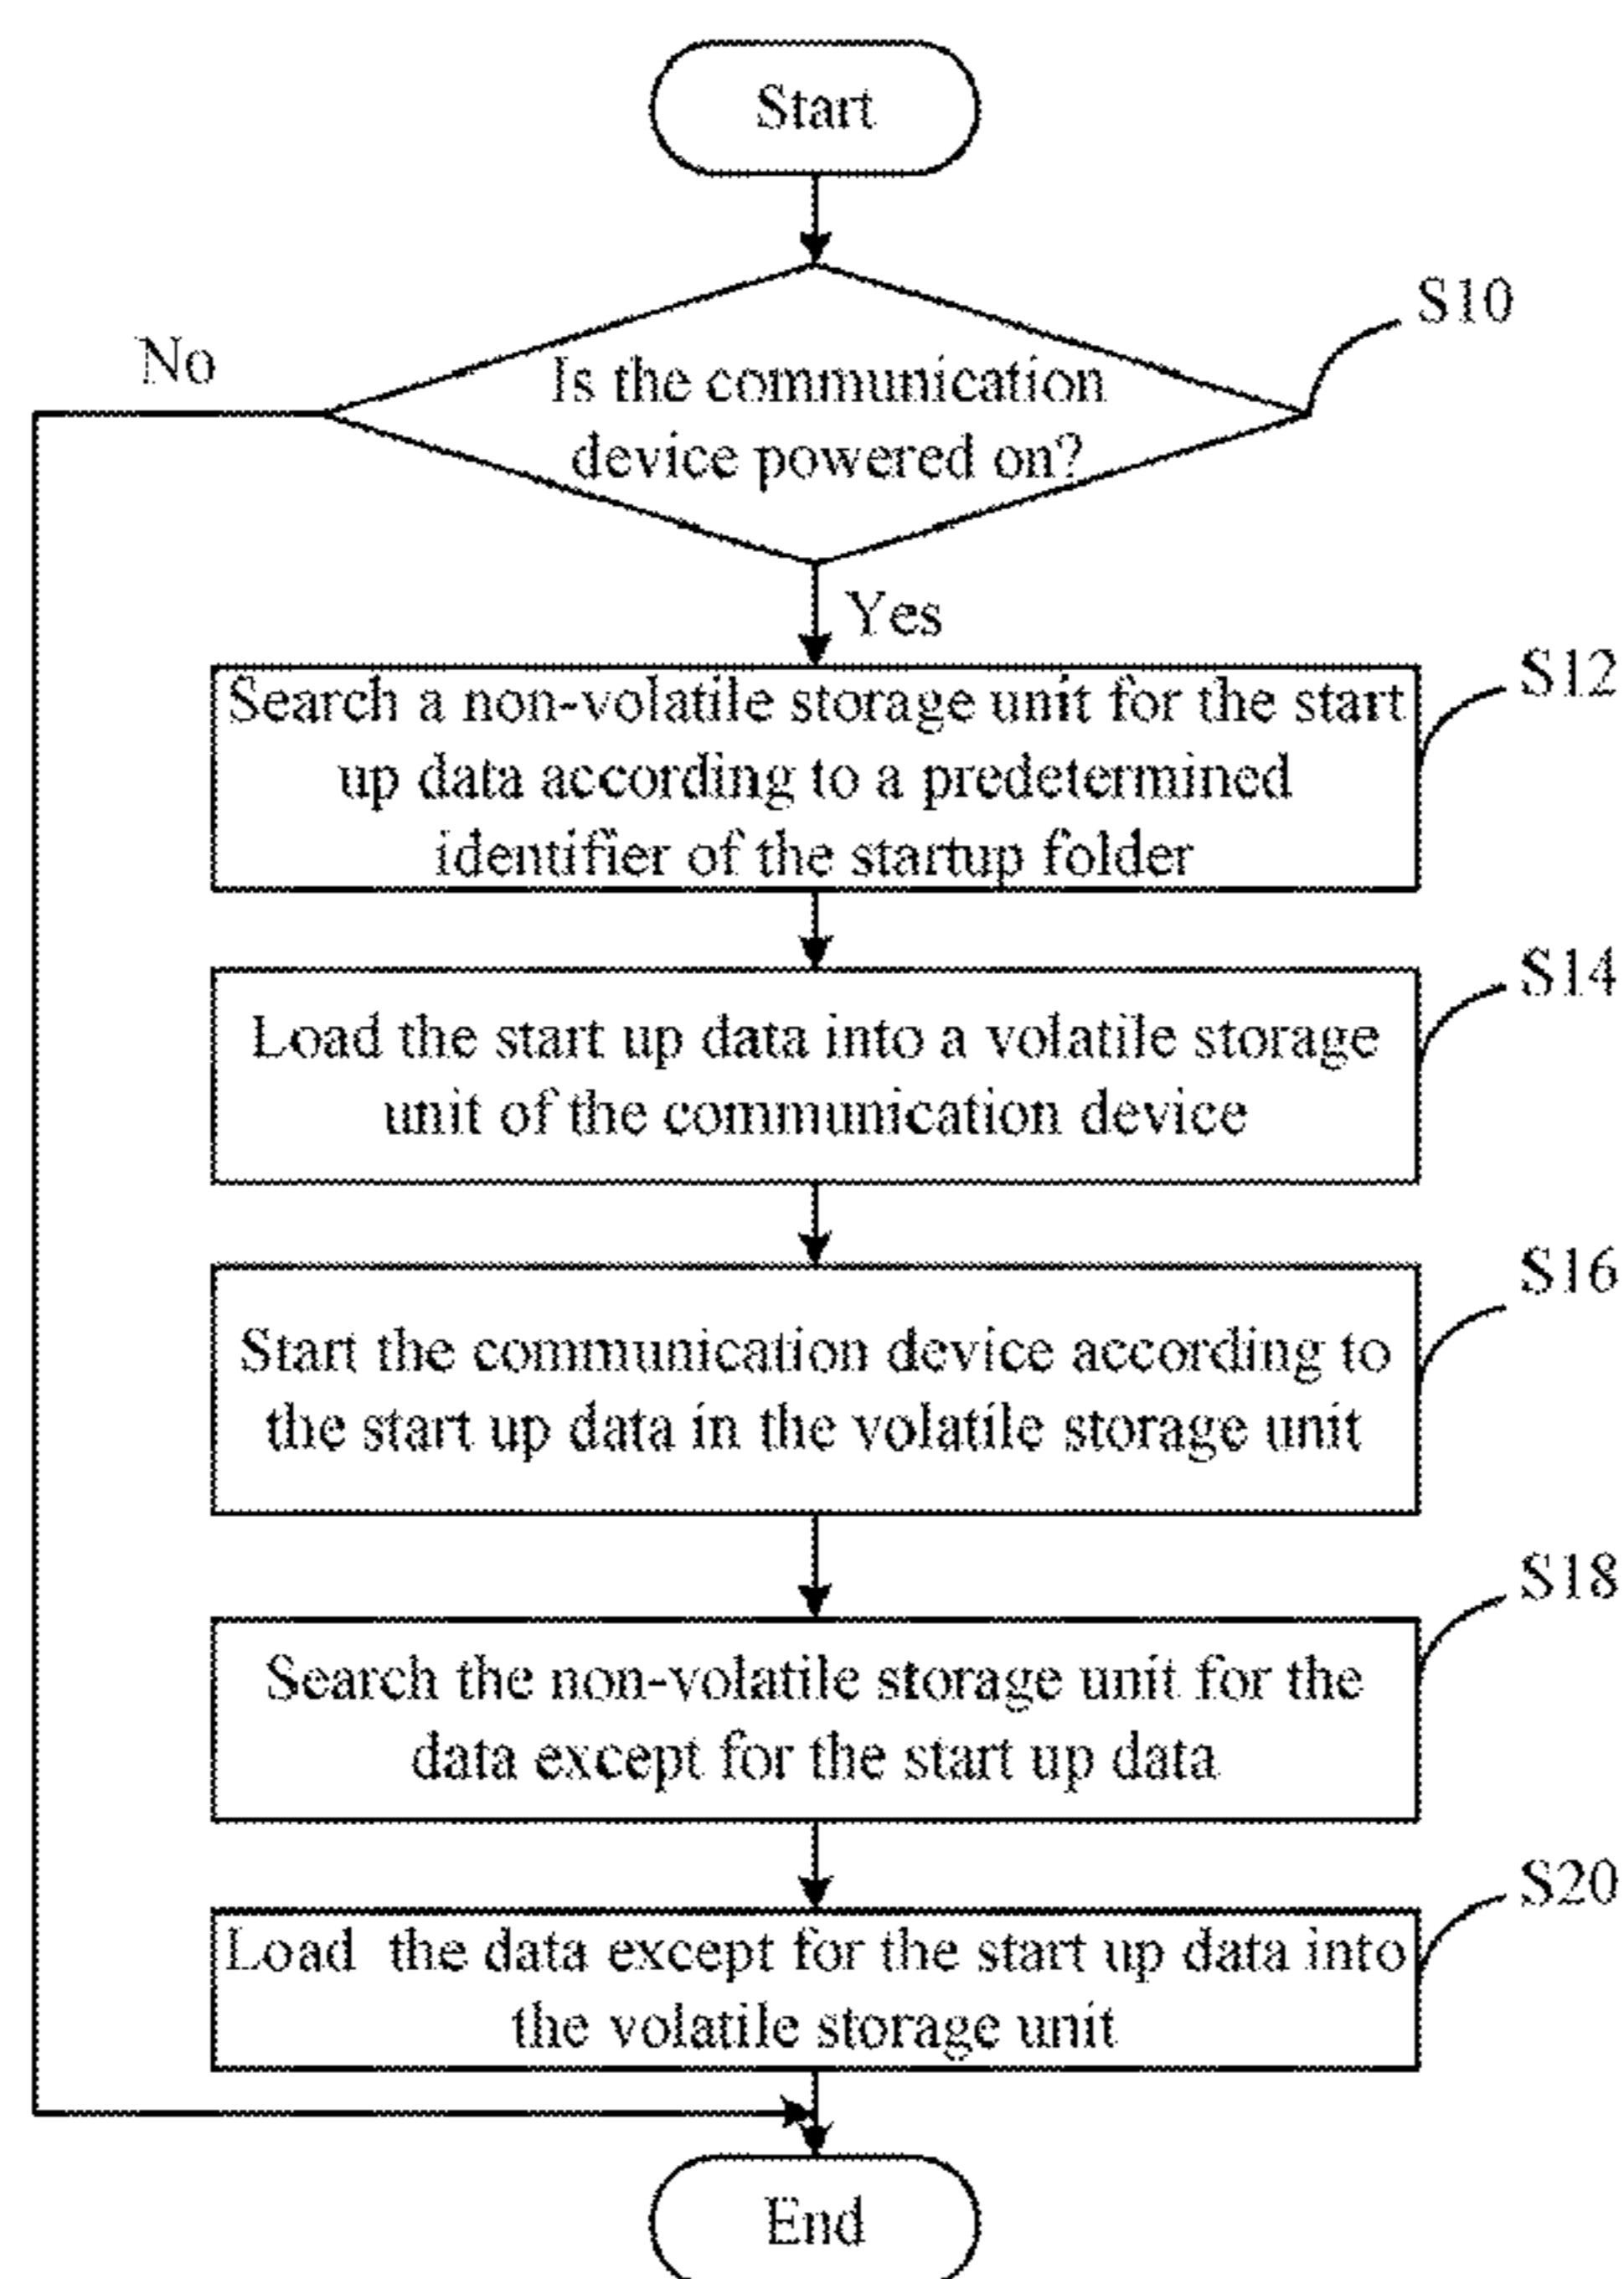 Start
S10
No
Is the communication
device powered on?
Yes
S12
Search a non-volatile storage unit for the start
up data according to a predetermined
identifier of the startup folder
S14
Load the start up data into a volatile storage
unit of the communication device
S16
Start the communication device according to
the start up data in the volatile storage unit
S18
Search the non-volatile storage unit for the
data except for the start up data
S20
Load the data except for the start up data into
the volatile storage unit
End